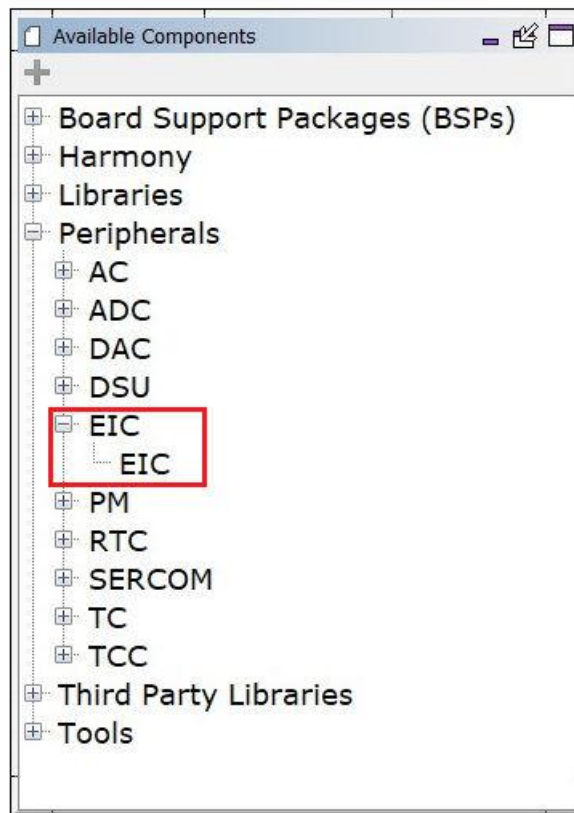 Available Components
Board Support Packages (BSPs)
Harmony
Libraries
Peripherals
AC
ADC
DAC
DSU
EIC
EIC
PM
RTC
SERCOM
TC
TCC
Third Party Libraries
Tools